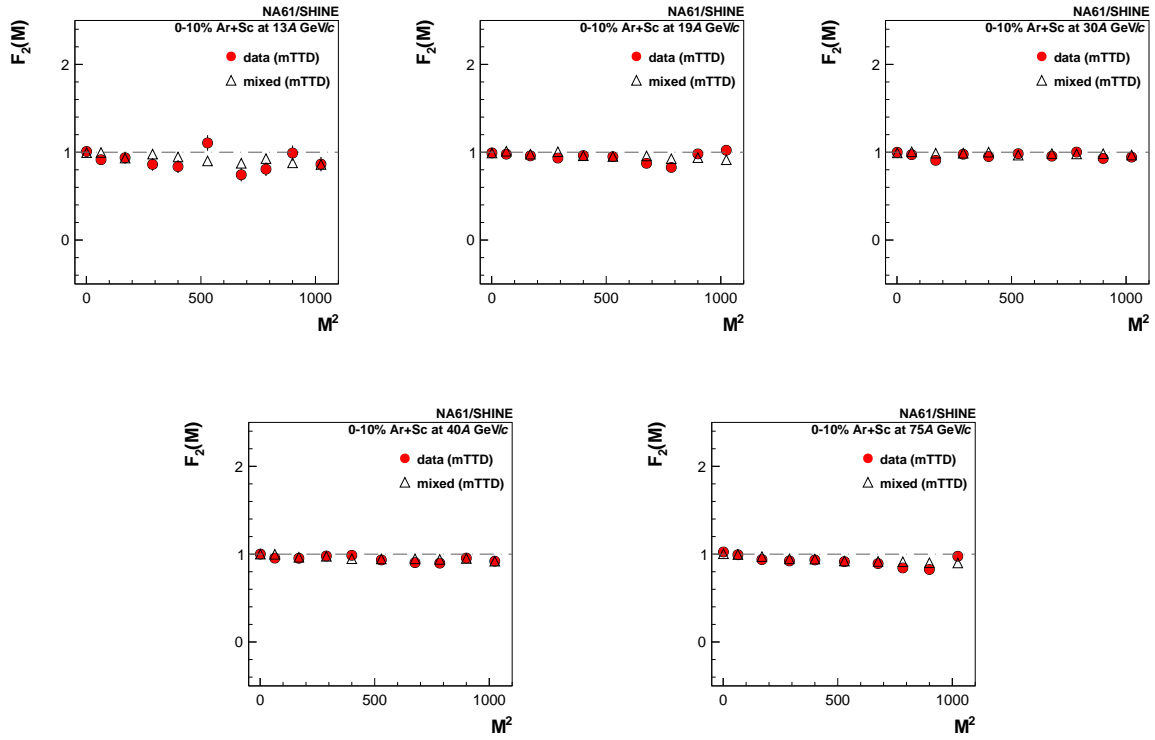 NA61/SHINE
0-10% Ar+Sc at 13A GeV/c
F2(M)
2
data (mTTD)
mixed (mTTD)
1
0
0
500
1000
M²
NA61/SHINE
0-10% Ar+Sc at 19A GeV/c
F2(M)
2
data (mTTD)
mixed (mTTD)
1
0
0
500
1000
M²
NA61/SHINE
0-10% Ar+Sc at 30A GeV/c
F2(M)
2
data (mTTD)
mixed (mTTD)
1
0
0
500
1000
M²
NA61/SHINE
0-10% Ar+Sc at 40A GeV/c
F2(M)
2
data (mTTD)
mixed (mTTD)
1
0
0
500
1000
M²
NA61/SHINE
0-10% Ar+Sc at 75A GeV/c
F2(M)
2
data (mTTD)
mixed (mTTD)
1
0
0
500
1000
M²